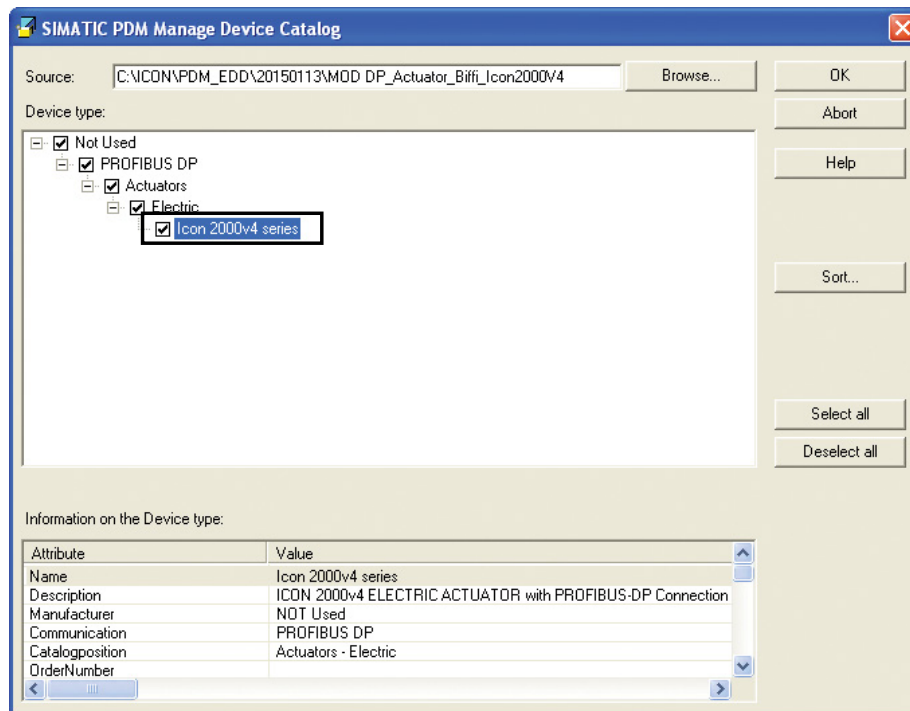 SIMATIC PDM Manage Device Catalog
Source: C:\ICON\PDM_EDD\20150113\MOD DP_Actuator_Biffi_Icon2000V4 Browse... OK
Device type: Abort
Not Used
PROFIBUS DP Help
Actuators
Electric
Icon 2000v4 series
Sort...
Select all
Deselect all
Information on the Device type:
Attribute Value
Name Icon 2000v4 series
Description ICON 2000v4 ELECTRIC ACTUATOR with PROFIBUS-DP Connection
Manufacturer NOT Used
Communication PROFIBUS DP
Catalogposition Actuators - Electric
OrderNumber